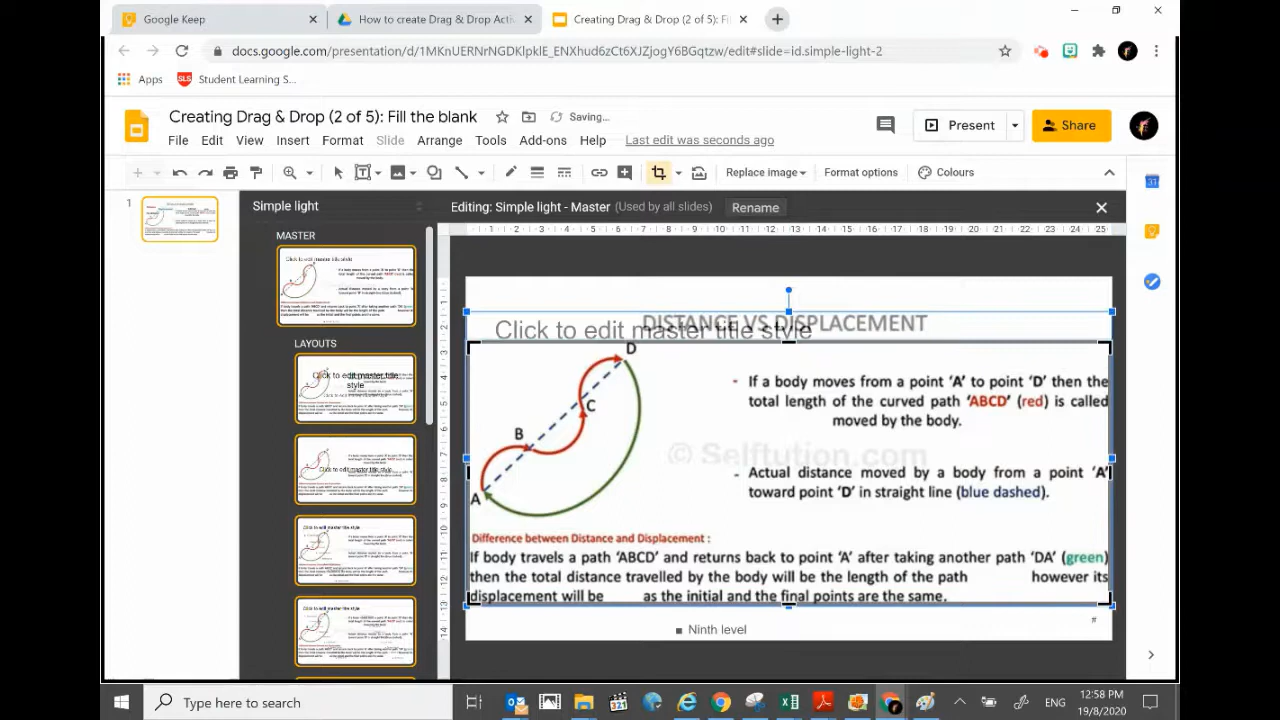 Google Keep
How to create Drag & Drop Acti
Creating Drag & Drop (2 of 5): Fi
docs.google.com/presentation/d/1MKnUERNrNGDKlpklE_ENXhud6zCt6XJZjogY6BGqtzw/edit#slide=id.simple-light-2
Apps
SLS
Student Learning S...
Creating Drag & Drop (2 of 5): Fill the blank
Saving...
Present
Share
File Edit View Insert Format Slide Arrange Tools Add-ons Help Last edit was seconds ago
Replace image Format options Colours
1
Simple light
Editing: Simple light - Master (Used by all slides) Rename
MASTER
LAYOUTS
Click to edit master title style
DISTANCE DISPLACEMENT
D
C
B
A
- If a body moves from a point 'A' to point 'D' then the
total length of the curved path 'ABCD' (red) is called
moved by the body.
- Actual distance moved by a body from a point 'A'
toward point 'D' in straight line (blue dashed).
Difference between Distance and Displacement :
If body travels a path 'ABCD' and returns back to point 'A' after taking another path 'DA' (green)
then the total distance travelled by the body will be the length of the path however its
displacement will be as the initial and the final points are the same.
Ninth level
#
Type here to search
ENG
12:58 PM
19/8/2020